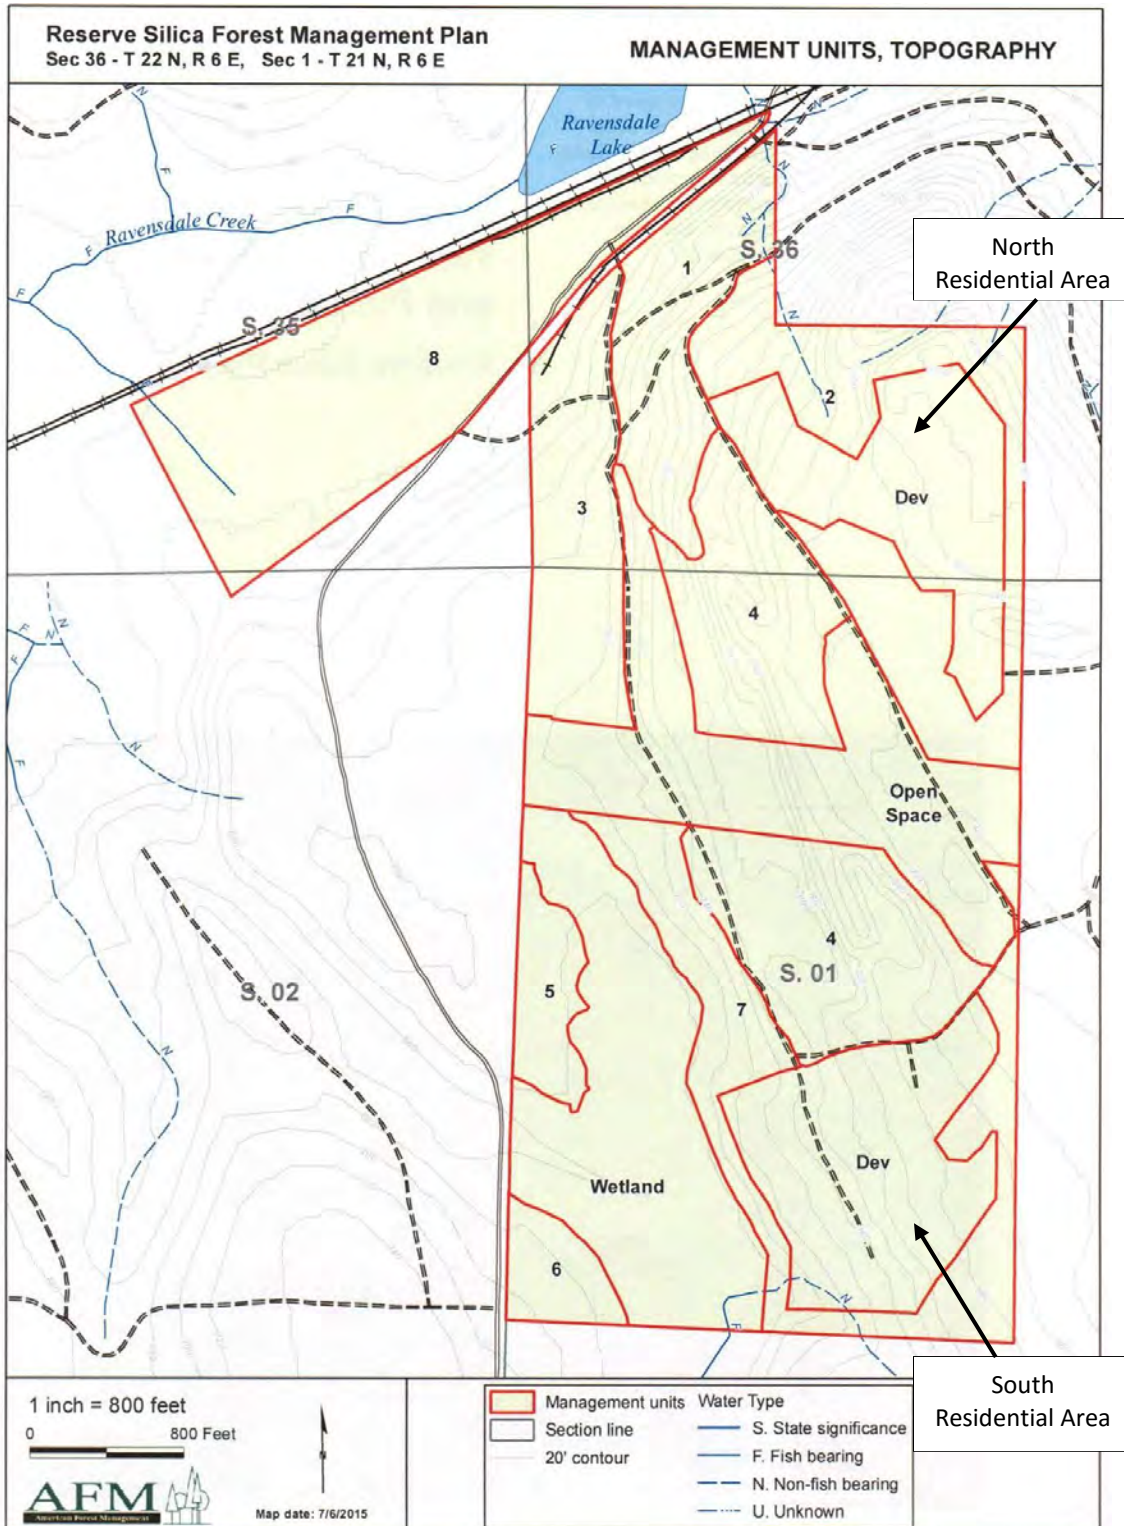 Reserve Silica Forest Management Plan
Sec 36 - T 22 N, R 6 E, Sec 1 - T 21 N, R 6 E
MANAGEMENT UNITS, TOPOGRAPHY
Ravensdale
Lake
F
Ravensdale Creek
F
F
F
F
F
N
N
N
N
N
N
N
North
Residential Area
S. 36
1
S. 35
8
2
Dev
3
4
F
N
N
F
F
N
Open
Space
4
S. 01
S. 02
5
7
N
Dev
Wetland
6
N
F
N
South
Residential Area
1 inch = 800 feet
0 800 Feet
N
AFM
American Forest Management
Map date: 7/6/2015
Management units
Section line
20' contour
Water Type
S. State significance
F. Fish bearing
N. Non-fish bearing
U. Unknown